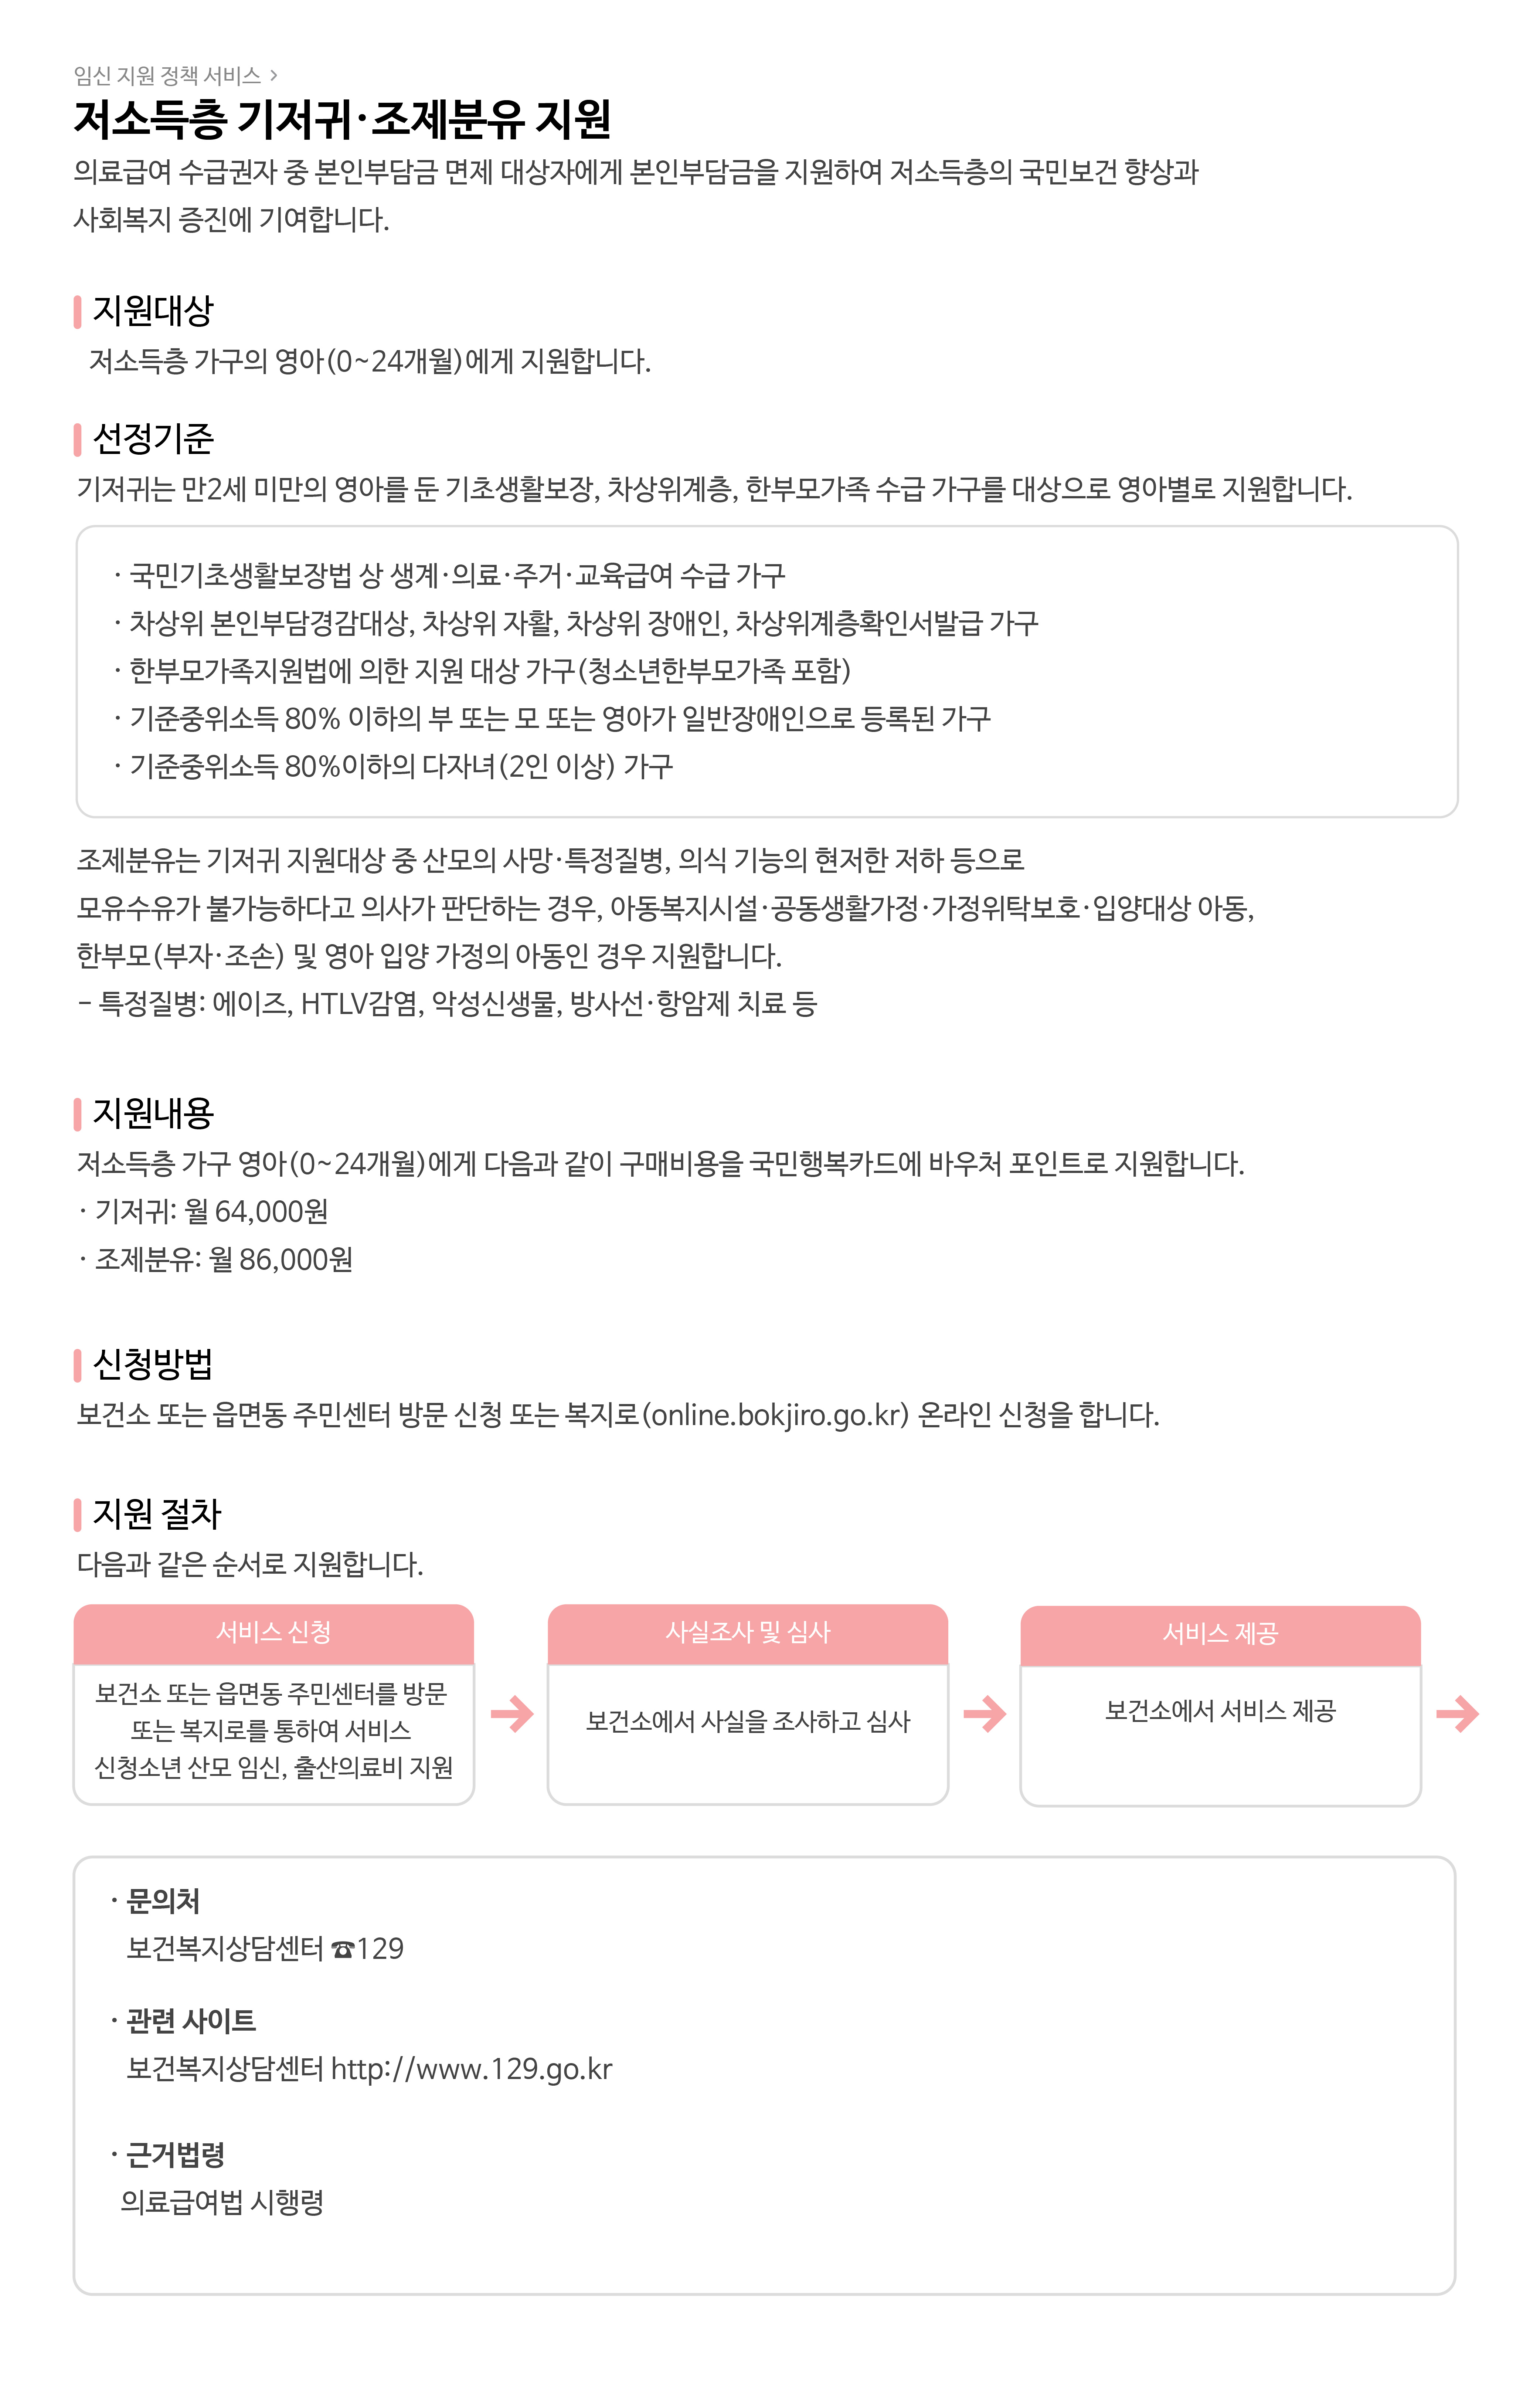 임신 지원 정책 서비스 >
저소득층 기저귀·조제분유 지원
의료급여 수급권자 중 본인부담금 면제 대상자에게 본인부담금을 지원하여 저소득층의 국민보건 향상과
사회복지 증진에 기여합니다.
지원대상
저소득층 가구의 영아(0~24개월)에게 지원합니다.
선정기준
기저귀는 만2세 미만의 영아를 둔 기초생활보장, 차상위계층, 한부모가족 수급 가구를 대상으로 영아별로 지원합니다.
· 국민기초생활보장법 상 생계·의료·주거·교육급여 수급 가구
· 차상위 본인부담경감대상, 차상위 자활, 차상위 장애인, 차상위계층확인서발급 가구
· 한부모가족지원법에 의한 지원 대상 가구(청소년한부모가족 포함)
· 기준중위소득 80% 이하의 부 또는 모 또는 영아가 일반장애인으로 등록된 가구
· 기준중위소득 80%이하의 다자녀(2인 이상) 가구
조제분유는 기저귀 지원대상 중 산모의 사망·특정질병, 의식 기능의 현저한 저하 등으로
모유수유가 불가능하다고 의사가 판단하는 경우, 아동복지시설·공동생활가정·가정위탁보호·입양대상 아동,
한부모(부자·조손) 및 영아 입양 가정의 아동인 경우 지원합니다.
- 특정질병: 에이즈, HTLV감염, 악성신생물, 방사선·항암제 치료 등
지원내용
저소득층 가구 영아(0~24개월)에게 다음과 같이 구매비용을 국민행복카드에 바우처 포인트로 지원합니다.
· 기저귀: 월 64,000원
· 조제분유: 월 86,000원
신청방법
보건소 또는 읍면동 주민센터 방문 신청 또는 복지로(online.bokjiro.go.kr) 온라인 신청을 합니다.
지원 절차
다음과 같은 순서로 지원합니다.
서비스 신청
보건소 또는 읍면동 주민센터를 방문
또는 복지로를 통하여 서비스
신청소년 산모 임신, 출산의료비 지원
사실조사 및 심사
보건소에서 사실을 조사하고 심사
서비스 제공
보건소에서 서비스 제공
· 문의처
보건복지상담센터 ☎129
· 관련 사이트
보건복지상담센터 http://www.129.go.kr
· 근거법령
의료급여법 시행령